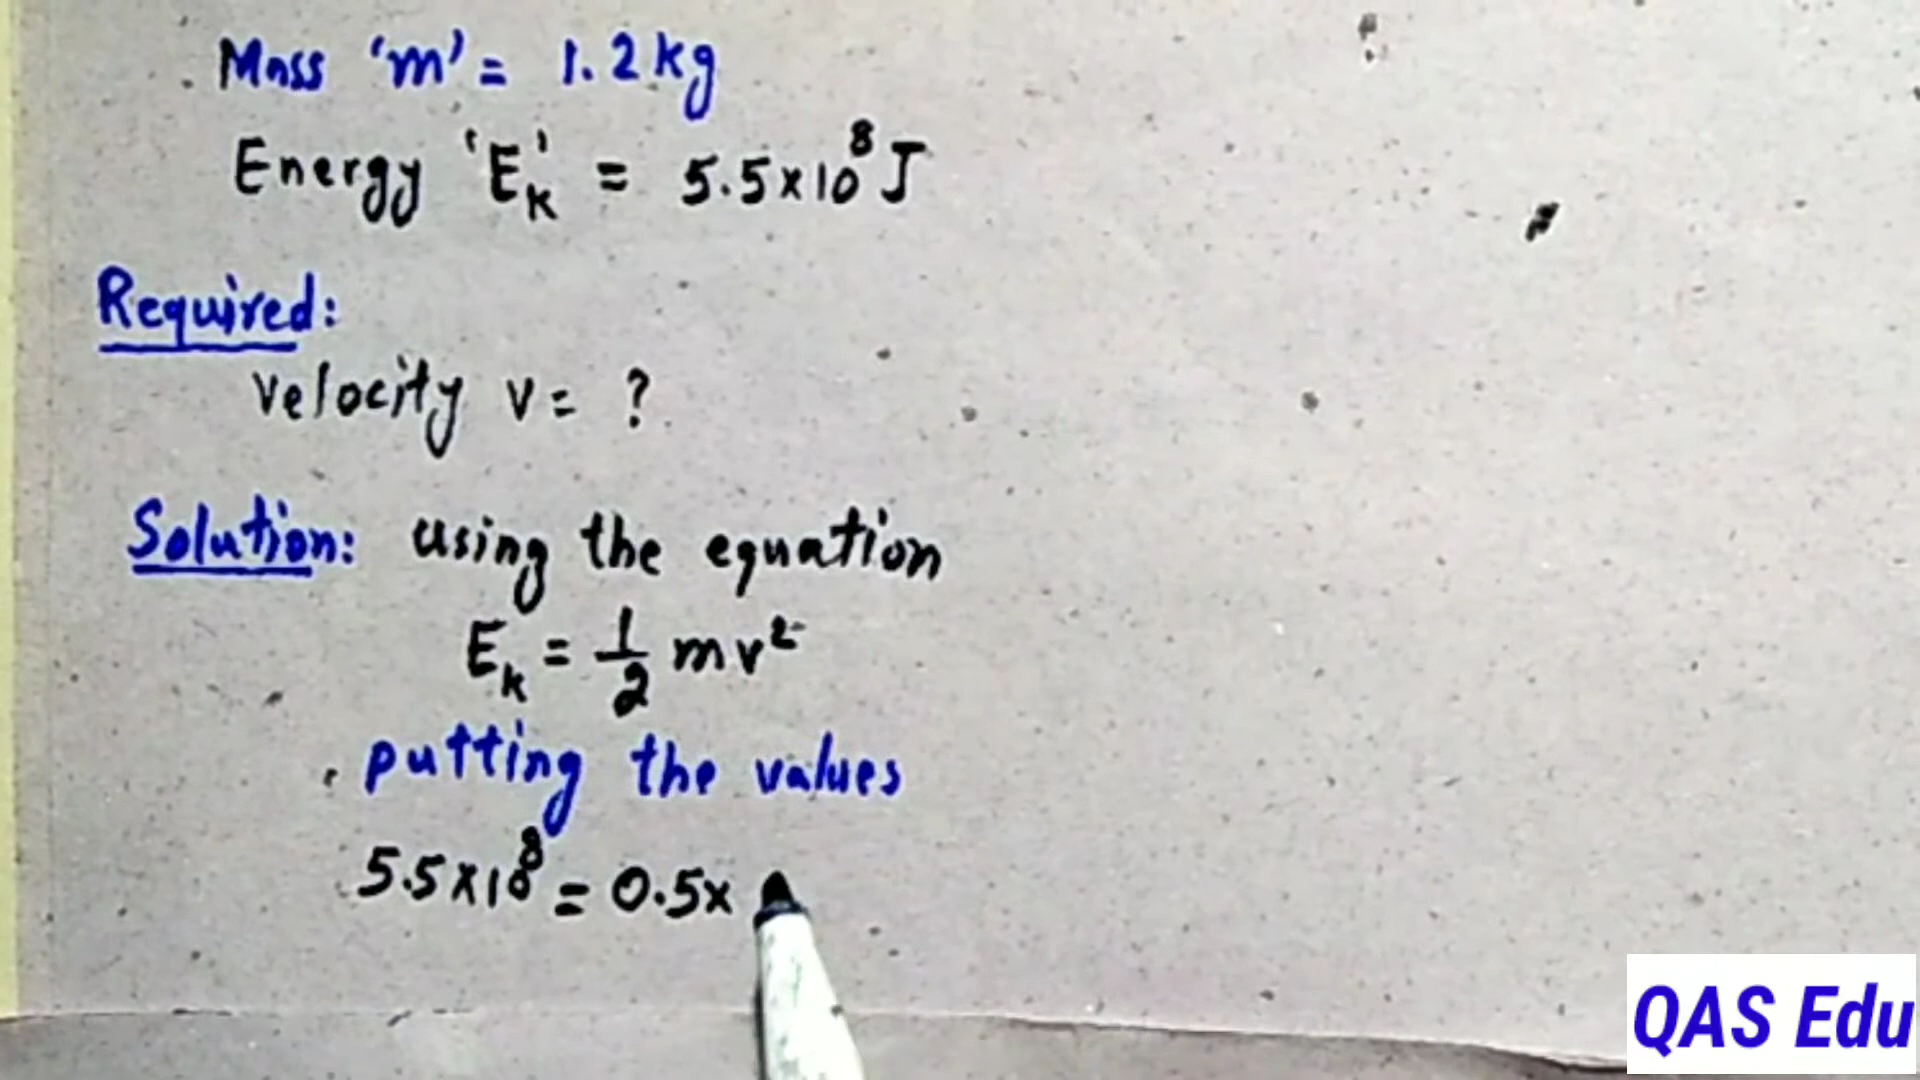 Mass 'm' = 1.2 kg
Energy 'Eₖ' = 5.5×10⁸ J
Required:
Velocity v = ?
Solution: using the equation
Eₖ = 1/2 mv²
putting the values
5.5×10⁸ = 0.5×
QAS Edu